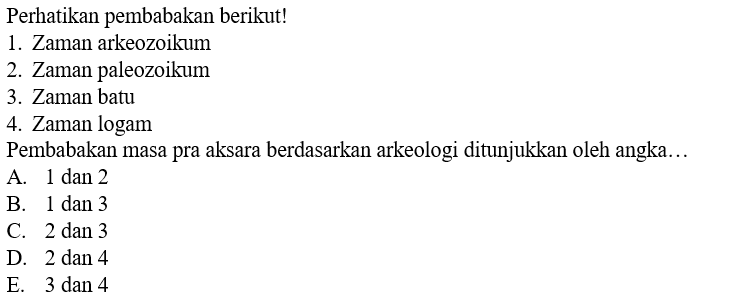 Perhatikan pembabakan berikut!
1. Zaman arkeozoikum
2. Zaman paleozoikum
3. Zaman batu
4. Zaman logam
Pembabakan masa pra aksara berdasarkan arkeologi ditunjukkan oleh angka…
A. 1 dan 2
B. 1 dan 3
C. 2 dan 3
D. 2 dan 4
E. 3 dan 4